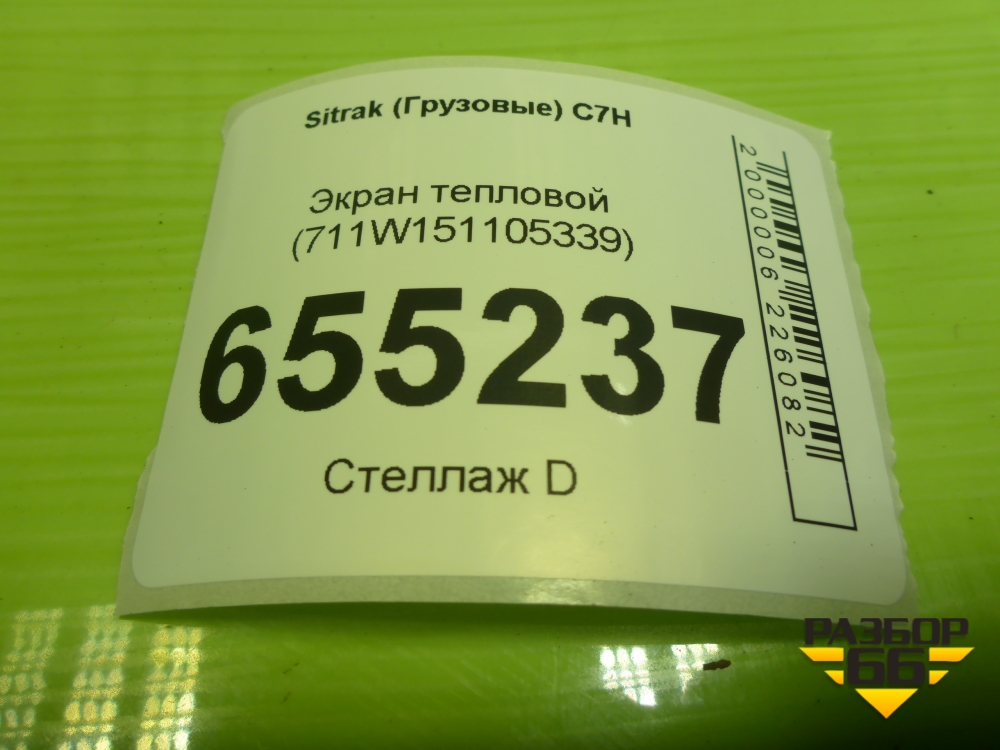 Sitrak (Грузовые) C7H
Экран тепловой
(711W151105339)
655237
Стеллаж D
2000006226082
РАЗБОР
66